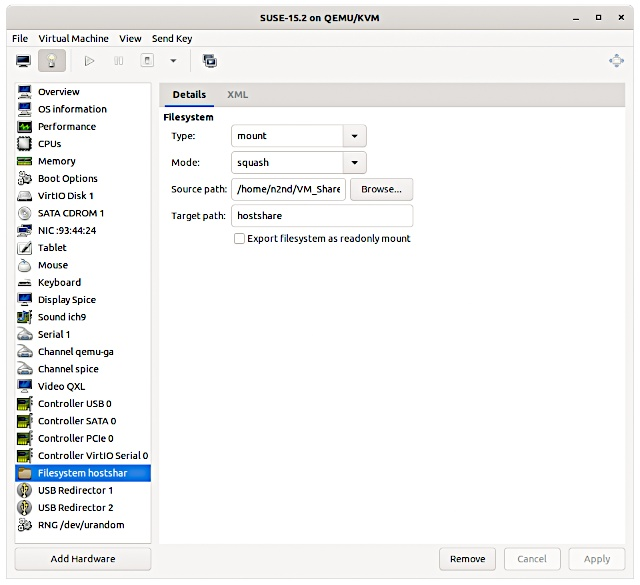 SUSE-15.2 on QEMU/KVM
File Virtual Machine View Send Key
Overview
OS information
Performance
CPUs
Memory
Boot Options
VirtIO Disk 1
SATA CDROM 1
NIC :93:44:24
Tablet
Mouse
Keyboard
Display Spice
Sound ich9
Serial 1
Channel qemu-ga
Channel spice
Video QXL
Controller USB 0
Controller SATA 0
Controller PCIe 0
Controller VirtIO Serial 0
Filesystem hostshar
USB Redirector 1
USB Redirector 2
RNG /dev/urandom
Add Hardware
Details XML
Filesystem
Type: mount
Mode: squash
Source path: /home/n2nd/VM_Share Browse...
Target path: hostshare
Export filesystem as readonly mount
Remove Cancel Apply